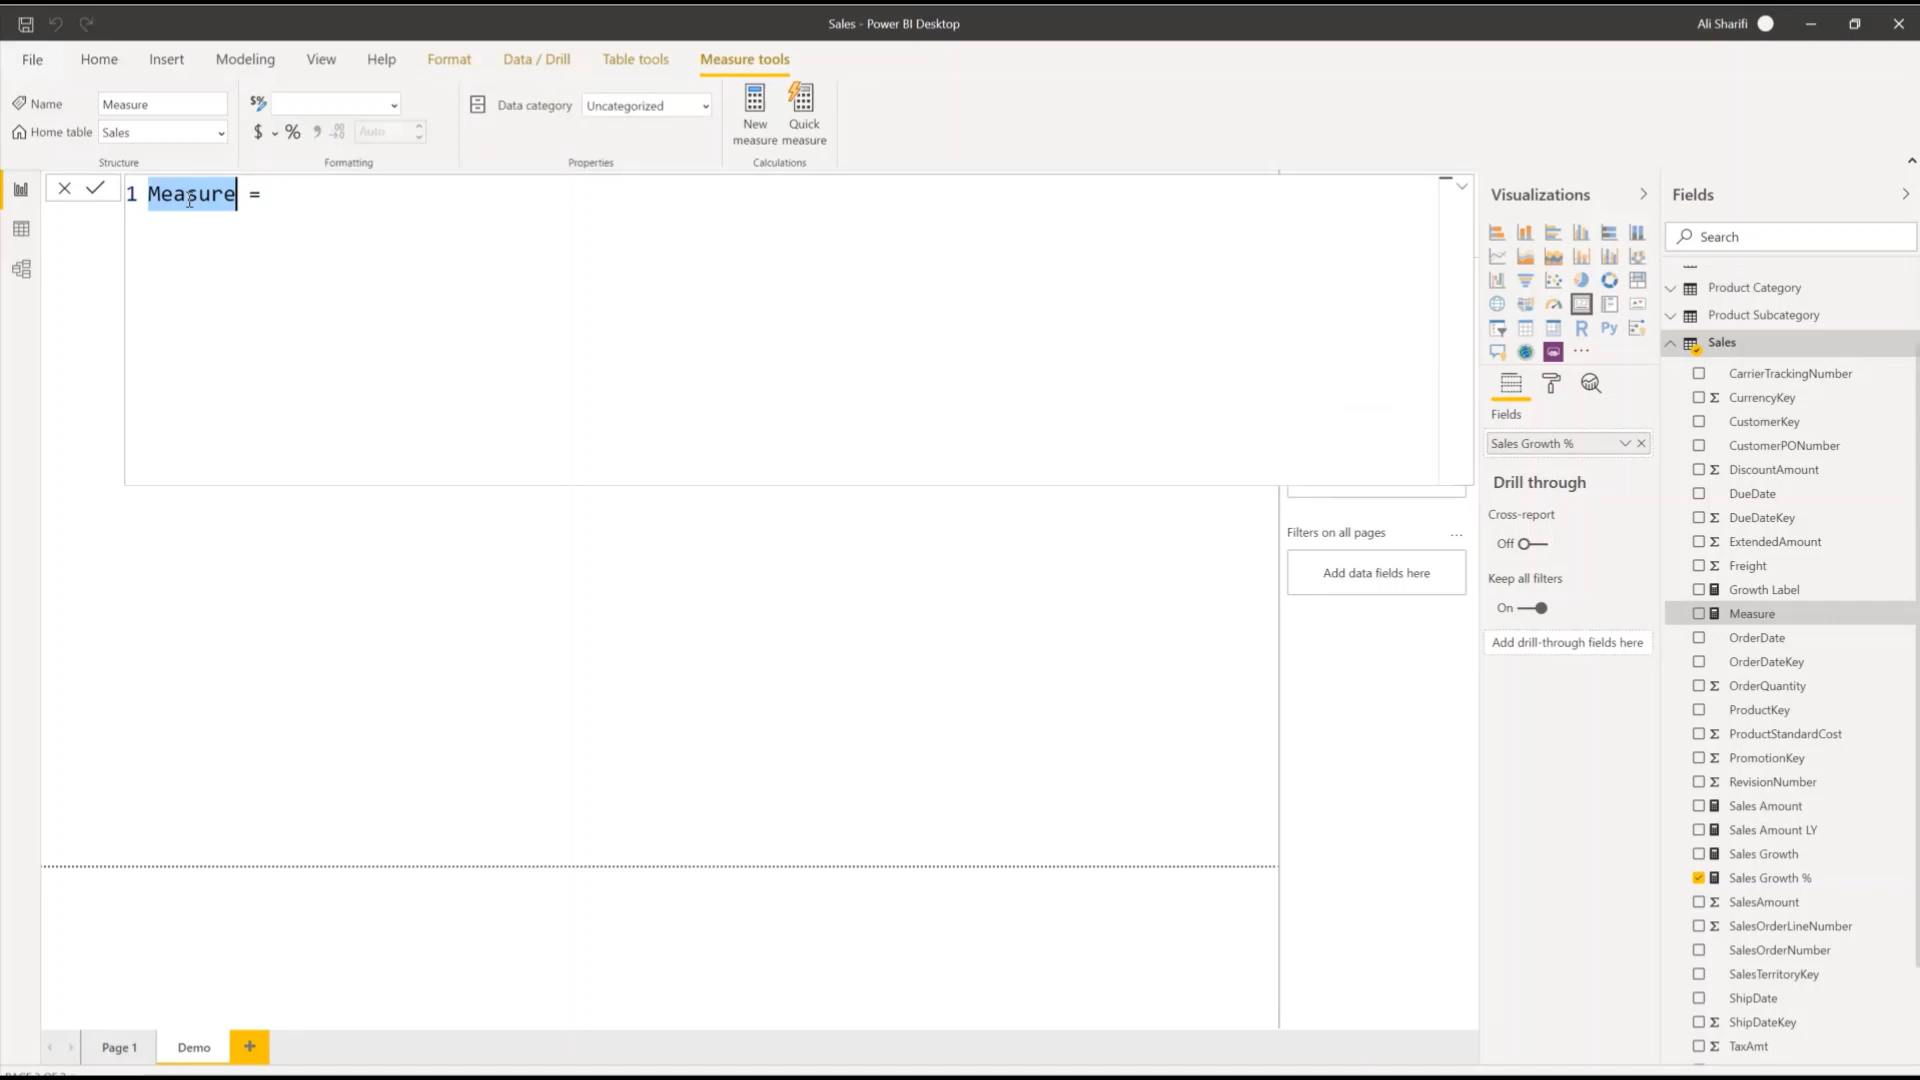 Sales - Power BI Desktop
Ali Sharifi
File Home Insert Modeling View Help Format Data / Drill Table tools Measure tools
Name Measure
Home table Sales
Structure
$%
$ % Auto
Formatting
Data category Uncategorized
Properties
New measure
Quick measure
Calculations
1 Measure =
Filters on all pages ...
Add data fields here
Visualizations
R Py
Fields
Sales Growth %
Drill through
Cross-report
Off
Keep all filters
On
Add drill-through fields here
Fields
Search
Product Category
Product Subcategory
Sales
CarrierTrackingNumber
CurrencyKey
CustomerKey
CustomerPONumber
DiscountAmount
DueDate
DueDateKey
ExtendedAmount
Freight
Growth Label
Measure
OrderDate
OrderDateKey
OrderQuantity
ProductKey
ProductStandardCost
PromotionKey
RevisionNumber
Sales Amount
Sales Amount LY
Sales Growth
Sales Growth %
SalesAmount
SalesOrderLineNumber
SalesOrderNumber
SalesTerritoryKey
ShipDate
ShipDateKey
TaxAmt
Page 1 Demo +